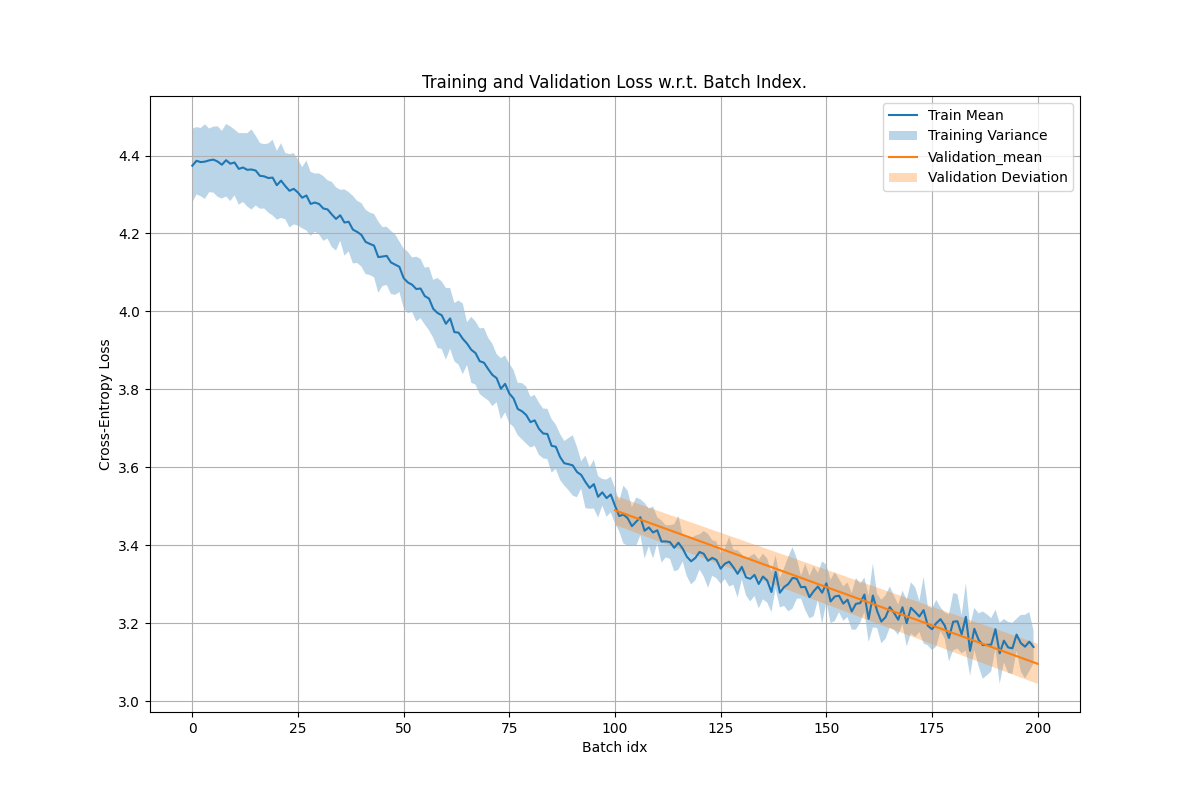 Training and Validation Loss w.r.t. Batch Index.
Train Mean
Training Variance
Validation_mean
Validation Deviation
Cross-Entropy Loss
4.4
4.2
4.0
3.8
3.6
3.4
3.2
3.0
0 25 50 75 100 125 150 175 200
Batch idx